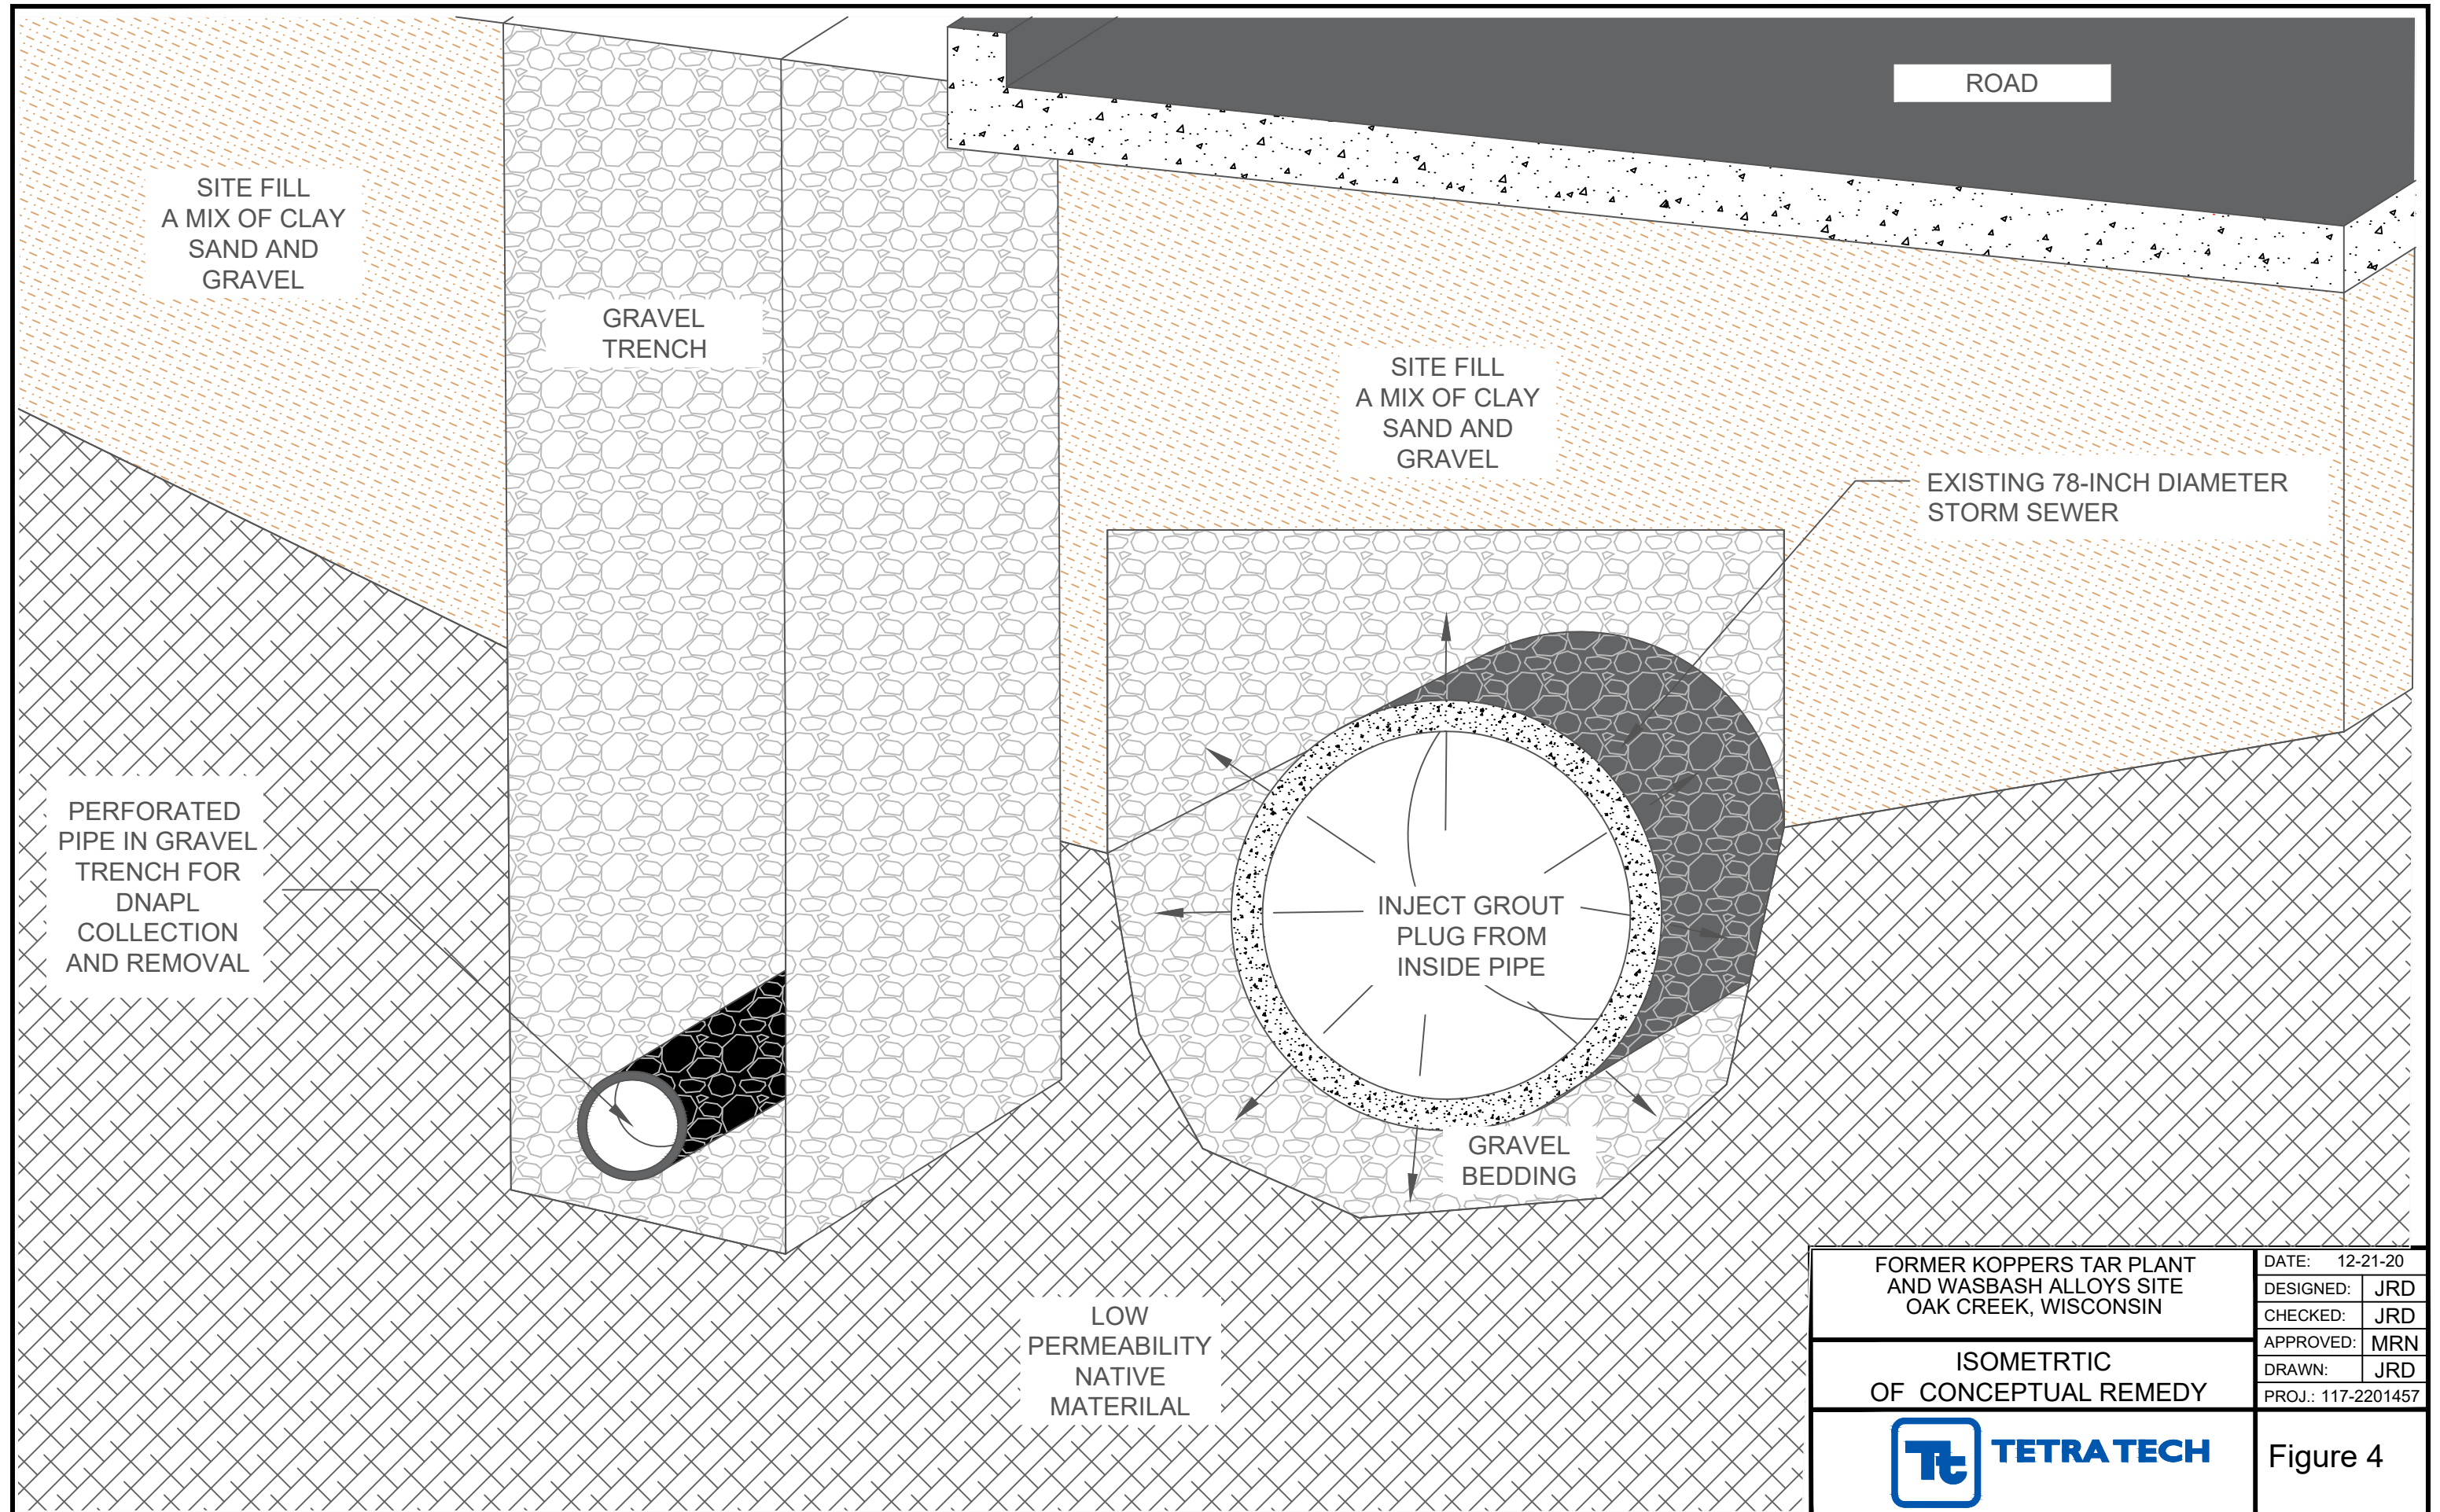 ROAD
SITE FILL
A MIX OF CLAY
SAND AND
GRAVEL
GRAVEL
TRENCH
SITE FILL
A MIX OF CLAY
SAND AND
GRAVEL
EXISTING 78-INCH DIAMETER
STORM SEWER
PERFORATED
PIPE IN GRAVEL
TRENCH FOR
DNAPL
COLLECTION
AND REMOVAL
INJECT GROUT
PLUG FROM
INSIDE PIPE
GRAVEL
BEDDING
LOW
PERMEABILITY
NATIVE
MATERILAL
FORMER KOPPERS TAR PLANT
AND WASBASH ALLOYS SITE
OAK CREEK, WISCONSIN
ISOMETRTIC
OF CONCEPTUAL REMEDY
DATE: 12-21-20
DESIGNED: JRD
CHECKED: JRD
APPROVED: MRN
DRAWN: JRD
PROJ.: 117-2201457
Tt TETRA TECH
Figure 4